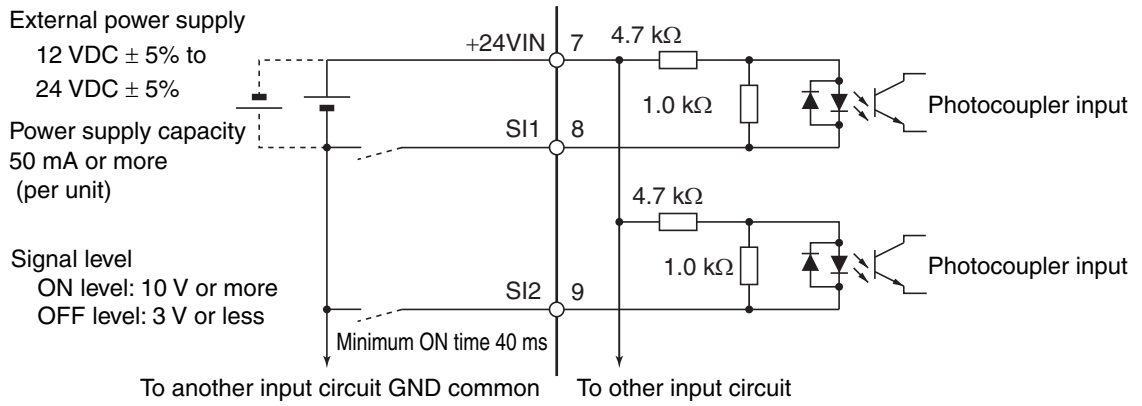 External power supply
12 VDC ± 5% to
24 VDC ± 5%
Power supply capacity
50 mA or more
(per unit)
Signal level
ON level: 10 V or more
OFF level: 3 V or less
+24VIN 7
4.7 kΩ
1.0 kΩ
Photocoupler input
SI1 8
4.7 kΩ
1.0 kΩ
Photocoupler input
SI2 9
Minimum ON time 40 ms
To another input circuit GND common
To other input circuit